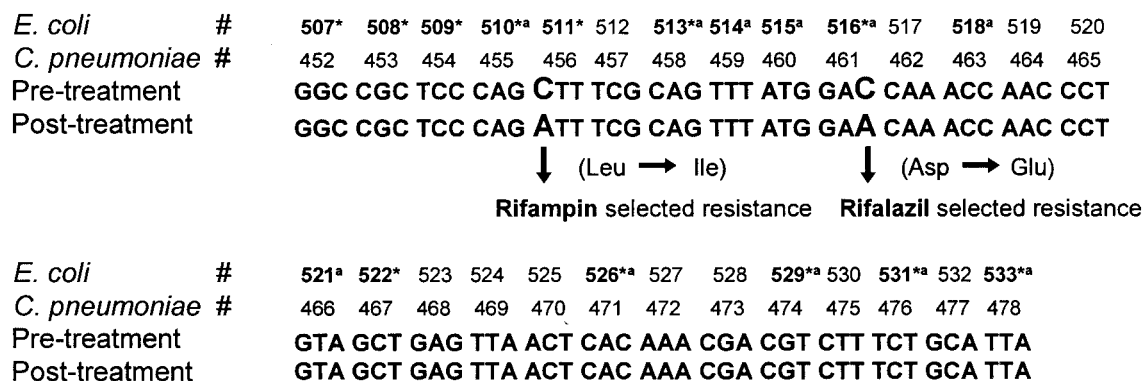 E. coli # 507* 508* 509* 510*ᵃ 511* 512 513*ᵃ 514ᵃ 515ᵃ 516*ᵃ 517 518ᵃ 519 520
C. pneumoniae # 452 453 454 455 456 457 458 459 460 461 462 463 464 465
Pre-treatment GGC CGC TCC CAG CTT TCG CAG TTT ATG GAC CAA ACC AAC CCT
Post-treatment GGC CGC TCC CAG ATT TCG CAG TTT ATG GAA CAA ACC AAC CCT
↓ (Leu → Ile) ↓ (Asp → Glu)
Rifampin selected resistance Rifalazil selected resistance
E. coli # 521ᵃ 522* 523 524 525 526*ᵃ 527 528 529*ᵃ 530 531*ᵃ 532 533*ᵃ
C. pneumoniae # 466 467 468 469 470 471 472 473 474 475 476 477 478
Pre-treatment GTA GCT GAG TTA ACT CAC AAA CGA CGT CTT TCT GCA TTA
Post-treatment GTA GCT GAG TTA ACT CAC AAA CGA CGT CTT TCT GCA TTA